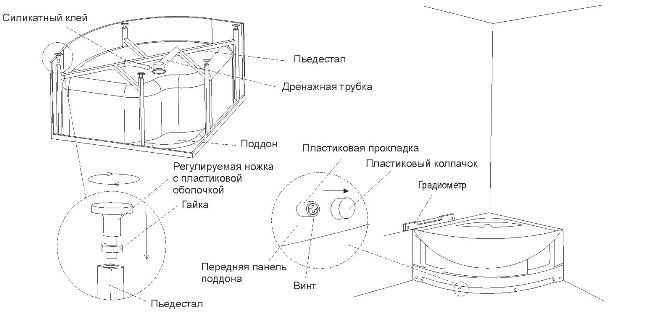 Силикатный клей
Пьедестал
Дренажная трубка
Поддон
Регулируемая ножка
с пластиковой
оболочкой
Гайка
Пьедестал
Пластиковая прокладка
Пластиковый колпачок
Градиометр
Передняя панель
поддона
Винт